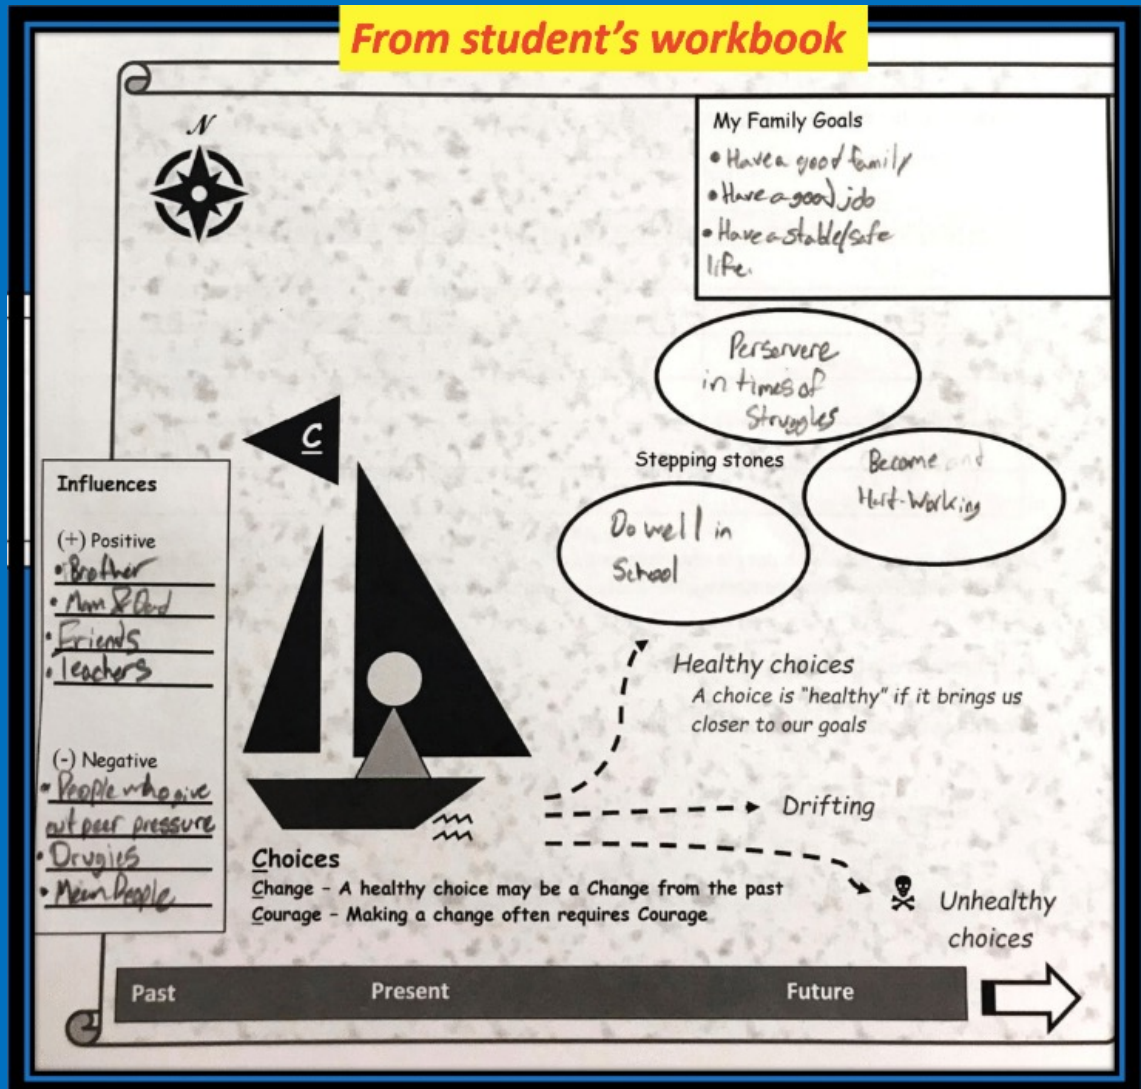 From student's workbook
N
My Family Goals
• Have a good family
• Have a good job
• Have a stable/safe
life.
Perservere
in times of
Struggles
Stepping stones
Become
Hart-Working
Do well in
School
C
Influences
(+) Positive
• Brother
• Mom & Dad
• Friends
• Teachers
(-) Negative
• People who give
out peer pressure
• Drugies
• Mean People
Healthy choices
A choice is "healthy" if it brings us
closer to our goals
Drifting
Unhealthy
choices
Choices
Change - A healthy choice may be a Change from the past
Courage - Making a change often requires Courage
Past Present Future